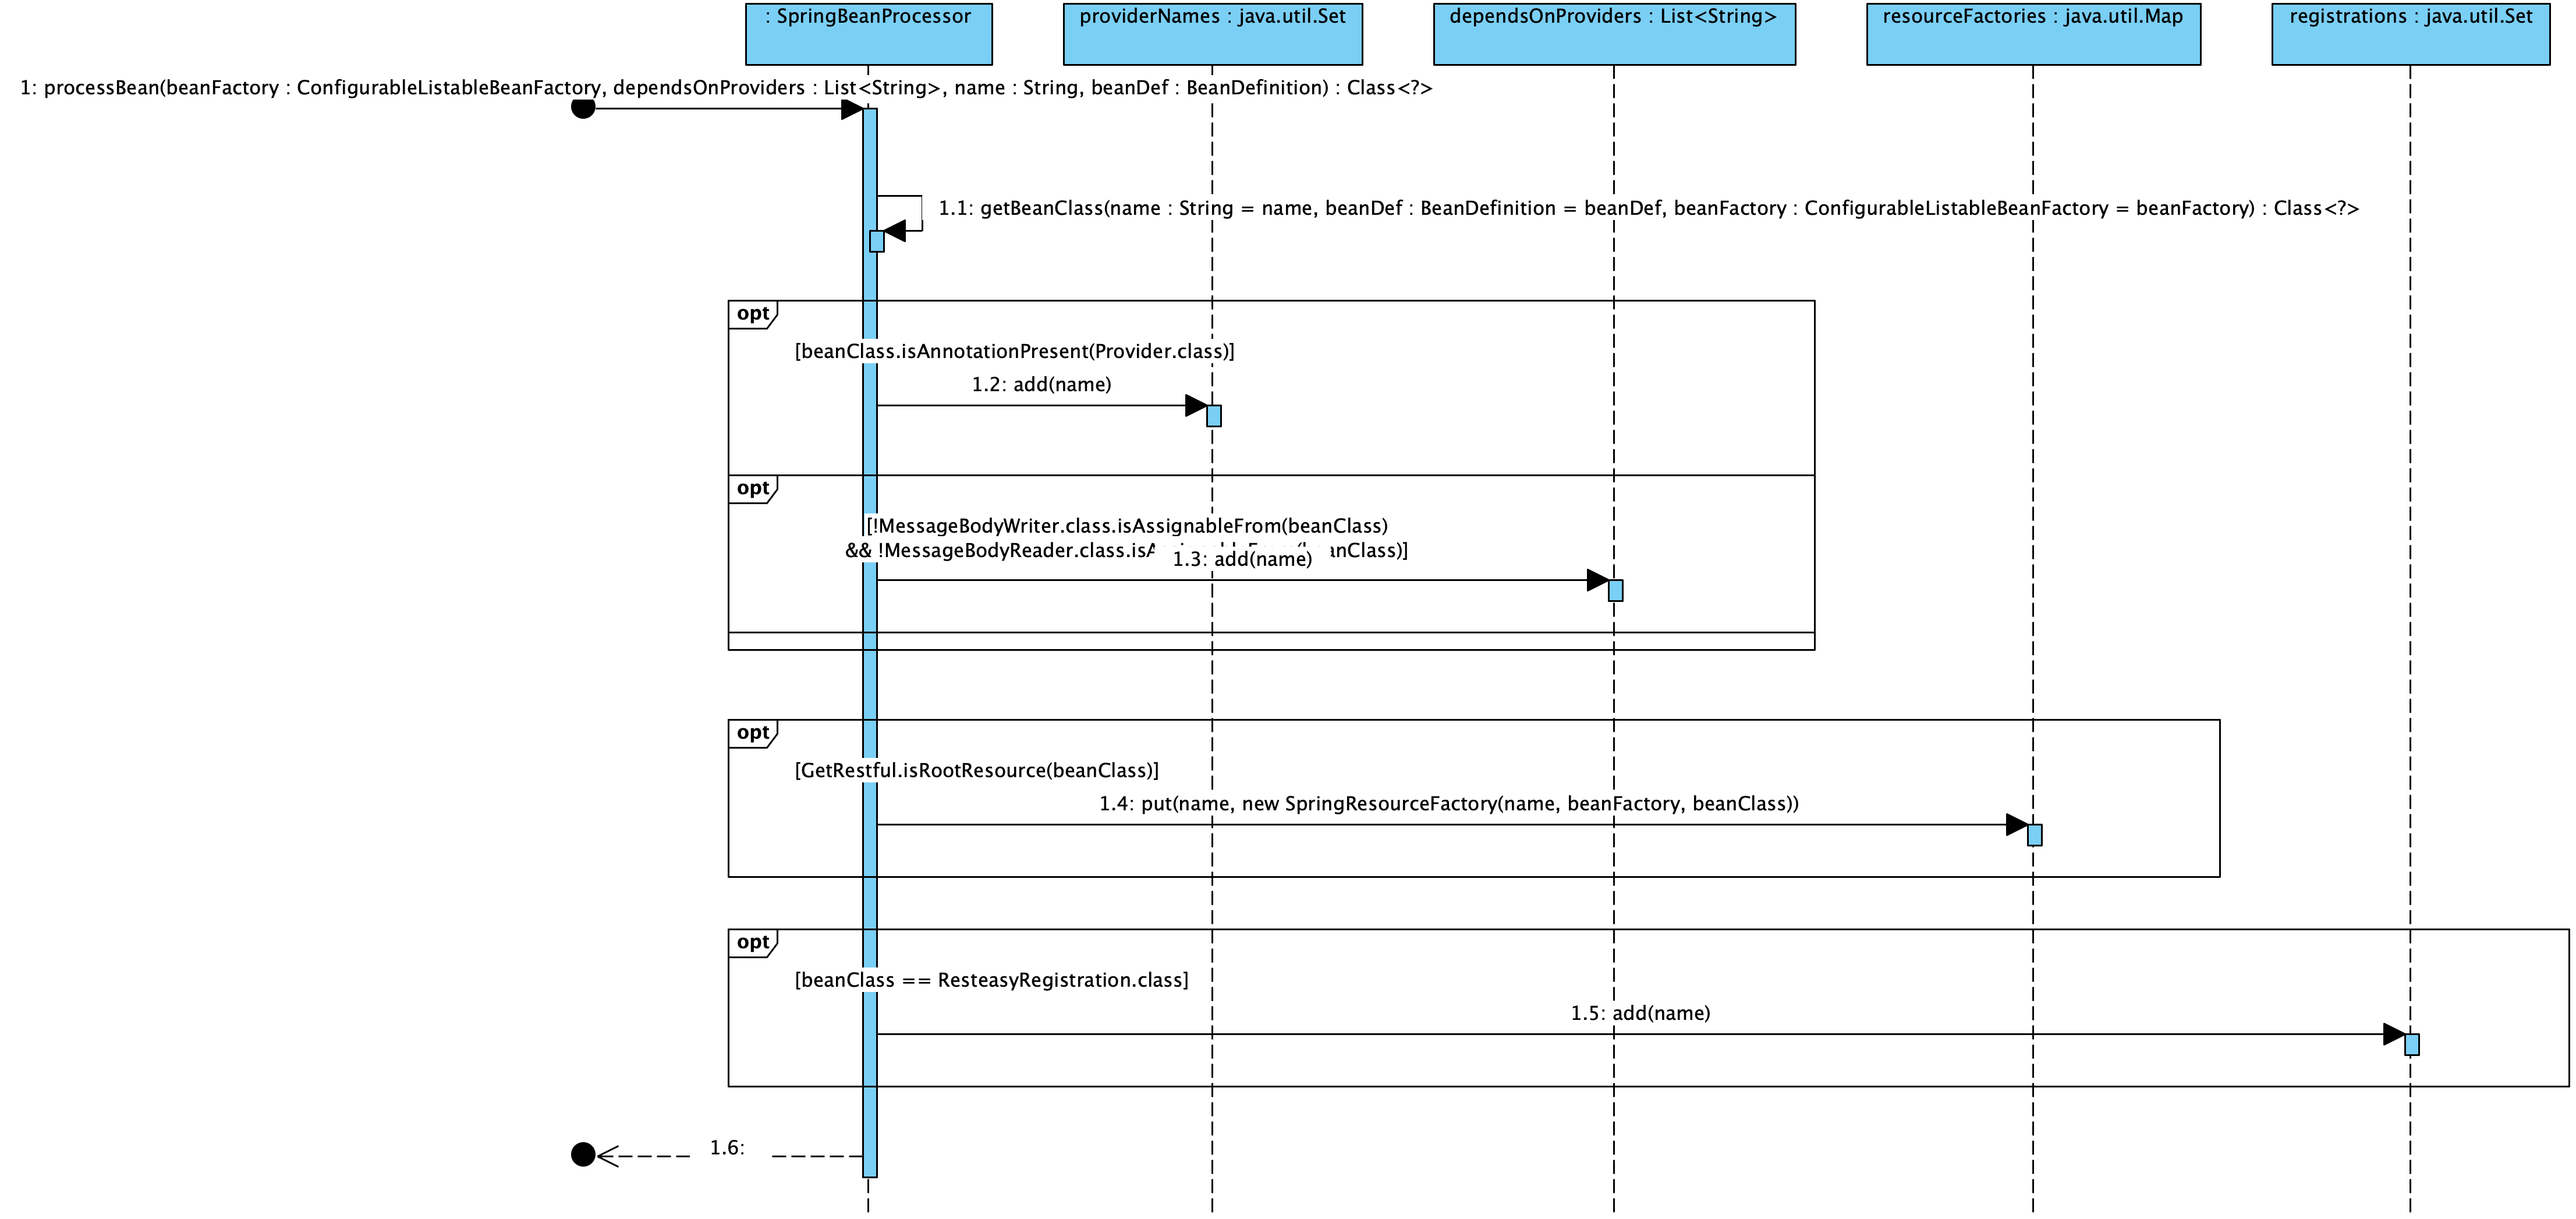 : SpringBeanProcessor
providerNames : java.util.Set
dependsOnProviders : List<String>
resourceFactories : java.util.Map
registrations : java.util.Set
1: processBean(beanFactory : ConfigurableListableBeanFactory, dependsOnProviders : List<String>, name : String, beanDef : BeanDefinition) : Class<?>
1.1: getBeanClass(name : String = name, beanDef : BeanDefinition = beanDef, beanFactory : ConfigurableListableBeanFactory = beanFactory) : Class<?>
opt
[beanClass.isAnnotationPresent(Provider.class)]
1.2: add(name)
opt
[!MessageBodyWriter.class.isAssignableFrom(beanClass)
&& !MessageBodyReader.class
1.3: add(name)
opt
[GetRestful.isRootResource(beanClass)]
1.4: put(name, new SpringResourceFactory(name, beanFactory, beanClass))
opt
[beanClass == ResteasyRegistration.class]
1.5: add(name)
1.6: